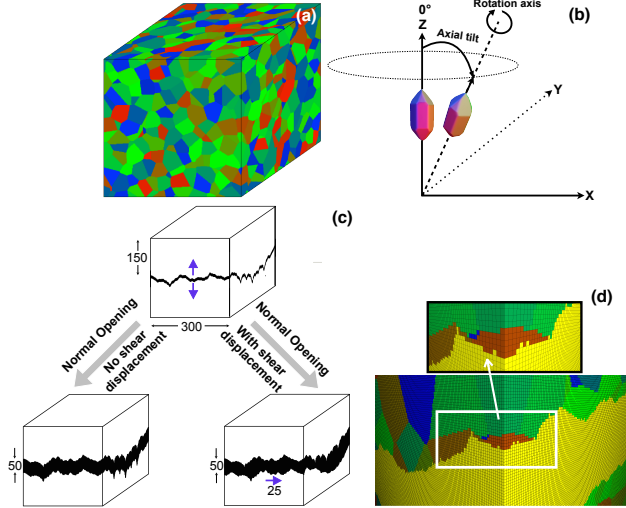 (a)
0°
Z
Axial tilt
Rotation axis
(b)
Y
X
(c)
150
300
Normal Opening
No shear
displacement
Normal Opening
With shear
displacement
50
50
25
(d)